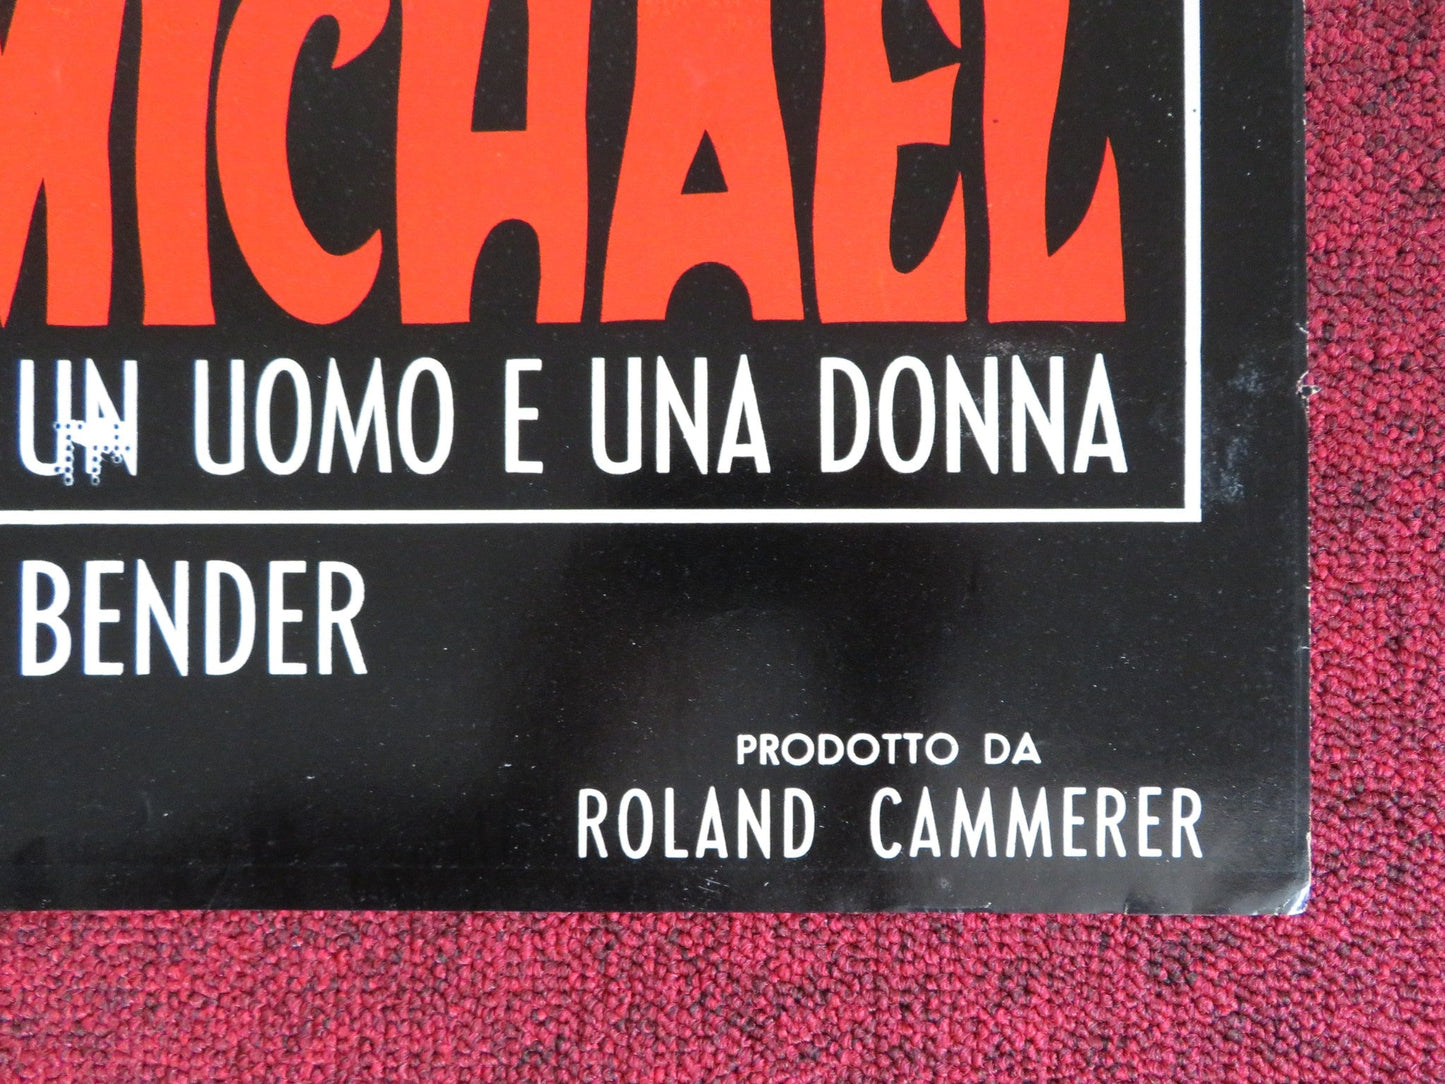 MICHAEL
UN UOMO E UNA DONNA
BENDER
PRODOTTO DA
ROLAND CAMMERER